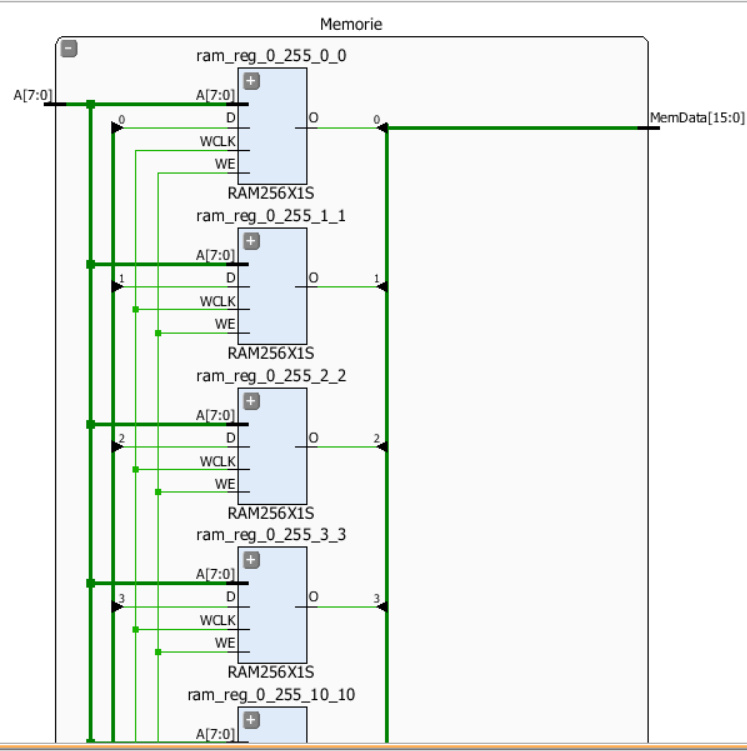 Memorie
ram_reg_0_255_0_0
A[7:0]
A[7:0]
0
D
O
0
MemData[15:0]
WCLK
WE
RAM256X1S
ram_reg_0_255_1_1
A[7:0]
1
D
O
1
WCLK
WE
RAM256X1S
ram_reg_0_255_2_2
A[7:0]
2
D
O
2
WCLK
WE
RAM256X1S
ram_reg_0_255_3_3
A[7:0]
3
D
O
3
WCLK
WE
RAM256X1S
ram_reg_0_255_10_10
A[7:0]